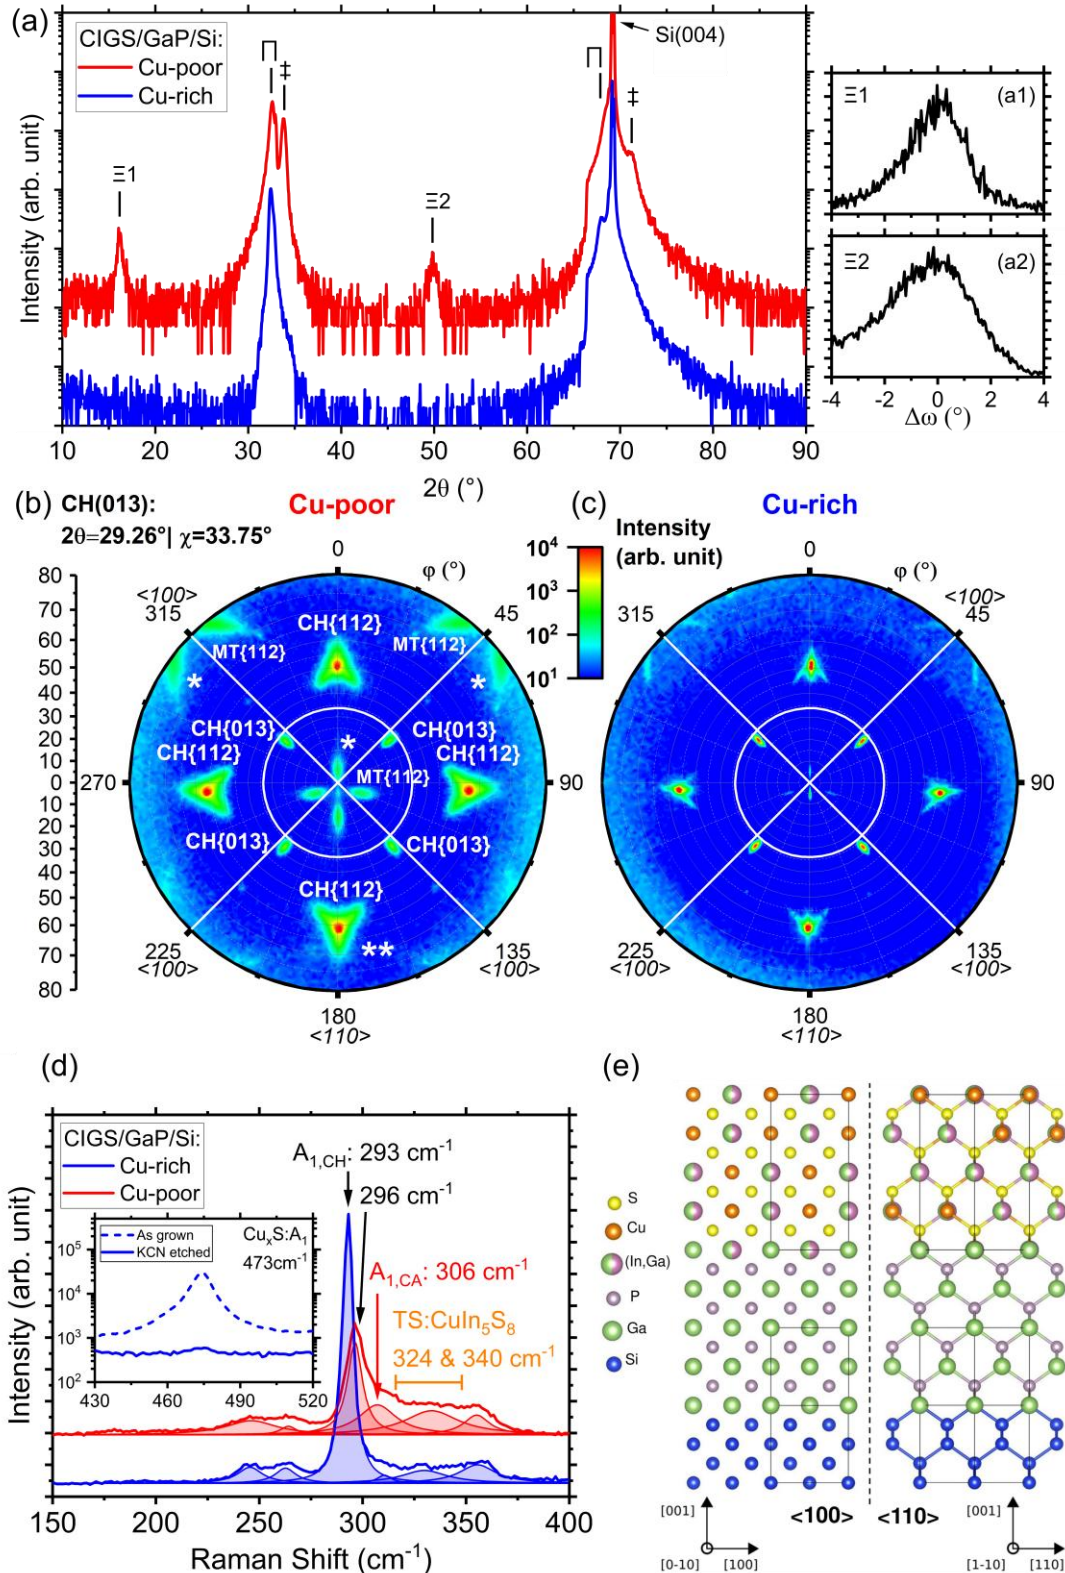 (a)
CIGS/GaP/Si:
Cu-poor
Cu-rich
Π
‡
Si(004)
Π
‡
Ξ1
Ξ2
Intensity (arb. unit)
10 20 30 40 50 60 70 80 90
2θ (°)
Ξ1 (a1)
Ξ2 (a2)
-4 -2 0 2 4
Δω (°)
(b) CH(013):
2θ=29.26°| χ=33.75°
Cu-poor
0
φ (°)
<100>
315
45
80
70
60
50
40
30
20
10
0
10
20
30
40
50
60
70
80
CH{112}
MT{112}
MT{112}
*
*
CH{013}
CH{013}
CH{112}
*
CH{112}
MT{112}
270
90
CH{013}
CH{013}
CH{112}
**
225
<100>
135
<100>
180
<110>
Intensity
(arb. unit)
10⁴
10³
10²
10¹
(c)
Cu-rich
0
φ (°)
<100>
315
45
90
225
<100>
135
<100>
180
<110>
(d)
CIGS/GaP/Si:
Cu-rich
Cu-poor
A1,CH: 293 cm⁻¹
296 cm⁻¹
A1,CA: 306 cm⁻¹
TS:CuIn₅S₈
324 & 340 cm⁻¹
As grown
KCN etched
CuₓS:A₁
473cm⁻¹
10⁵
10⁴
10³
10²
430 460 490 520
Intensity (arb. unit)
150 200 250 300 350 400
Raman Shift (cm⁻¹)
(e)
S
Cu
(In,Ga)
P
Ga
Si
[001]
<100>
<110>
[001]
[0-10] [100]
[1-10] [110]